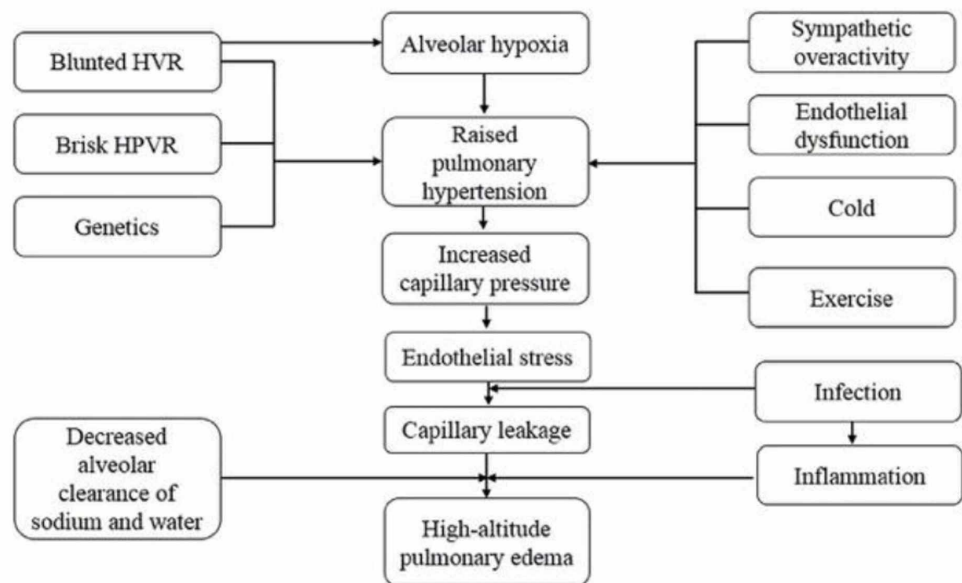 Blunted HVR
Brisk HPVR
Genetics
Alveolar hypoxia
Raised
pulmonary
hypertension
Increased
capillary pressure
Endothelial stress
Capillary leakage
High-altitude
pulmonary edema
Sympathetic
overactivity
Endothelial
dysfunction
Cold
Exercise
Infection
Inflammation
Decreased
alveolar
clearance of
sodium and water